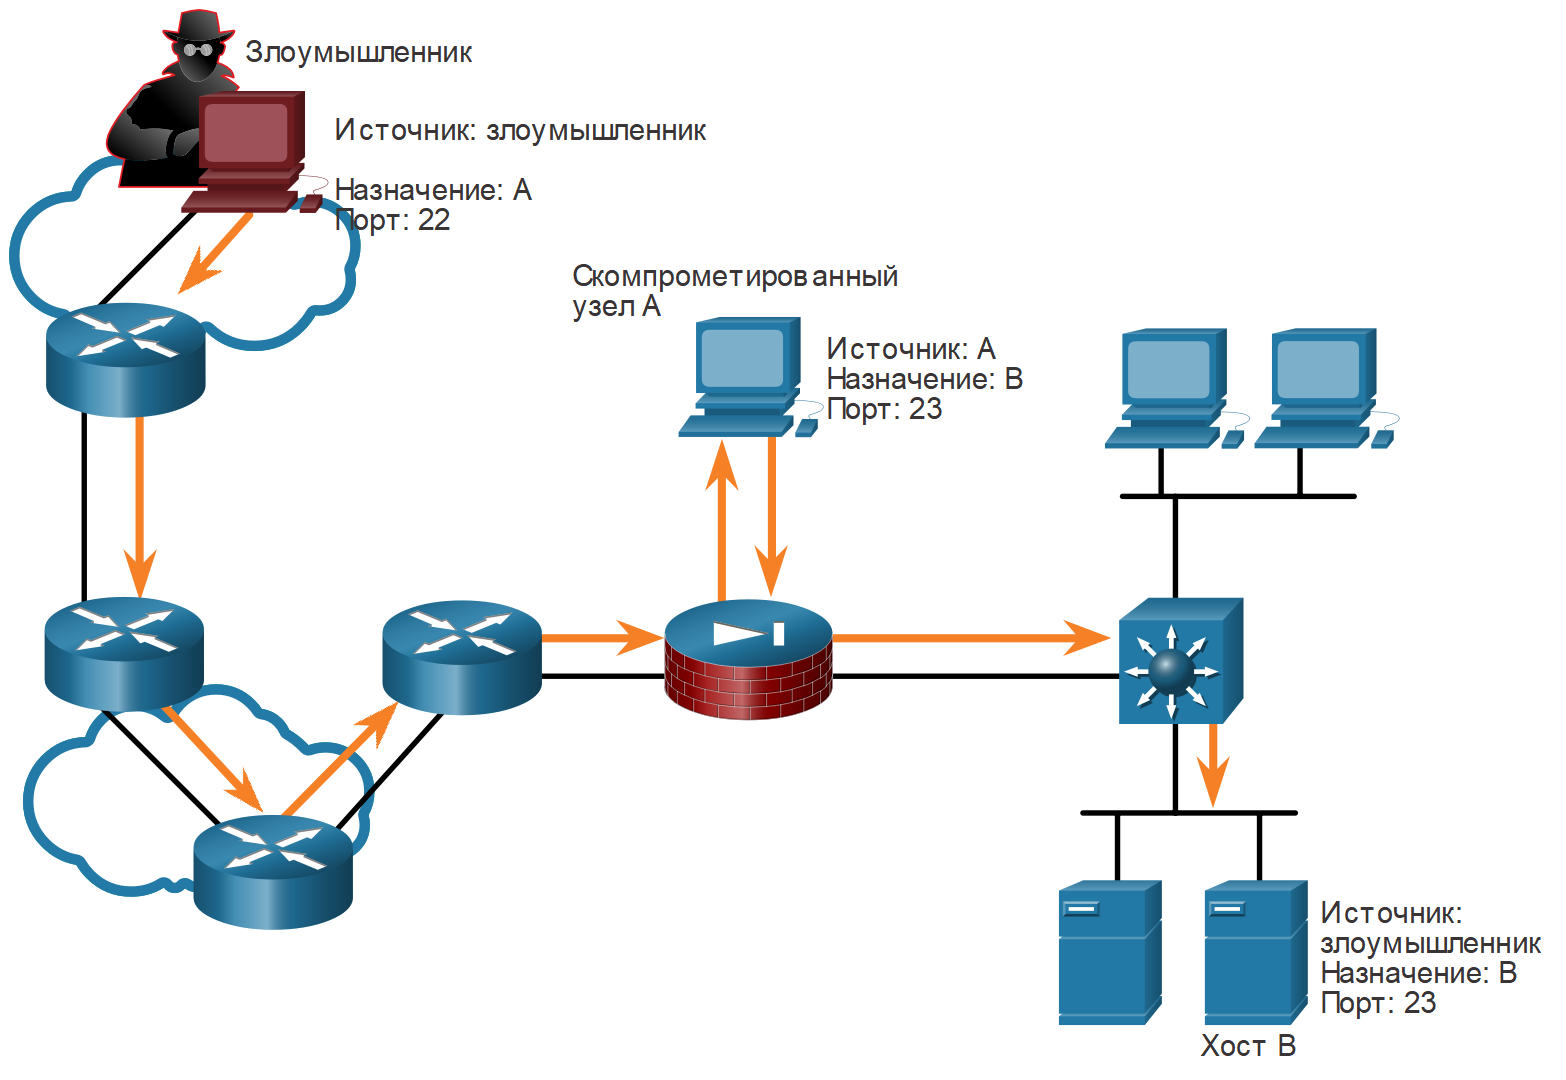 Злоумышленник
Источник: злоумышленник
Назначение: A
Порт: 22
Скомпрометированный
узел A
Источник: A
Назначение: B
Порт: 23
Источник:
злоумышленник
Назначение: B
Порт: 23
Хост B